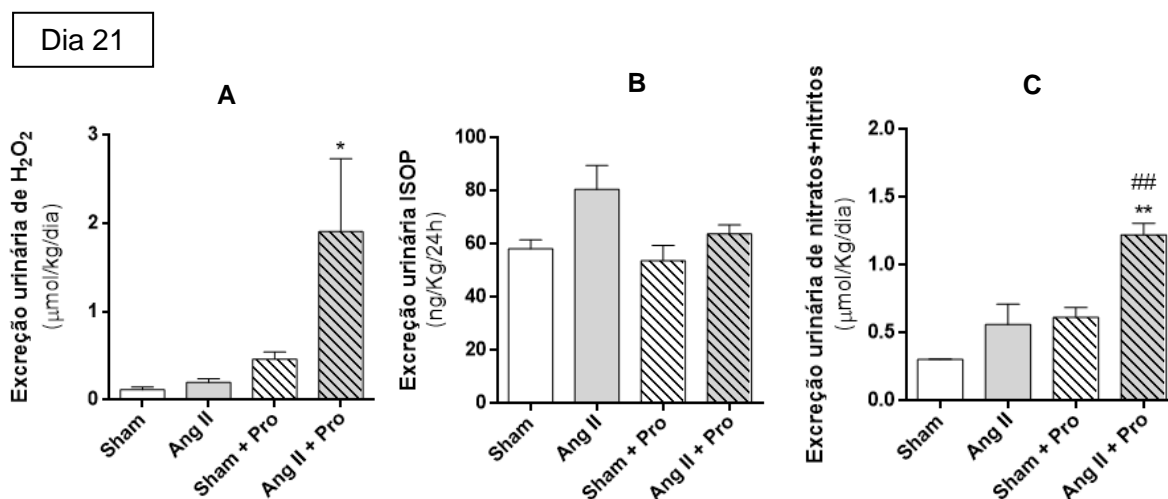 Dia 21
A
Excreção urinária de H₂O₂
(μmol/kg/dia)
3
2
1
0
*
Sham
Ang II
Sham + Pro
Ang II + Pro
B
Excreção urinária ISOP
(ng/Kg/24h)
100
80
60
40
20
0
Sham
Ang II
Sham + Pro
Ang II + Pro
C
Excreção urinária de nitratos+nitritos
(μmol/Kg/dia)
2.0
1.5
1.0
0.5
0.0
##
**
Sham
Ang II
Sham + Pro
Ang II + Pro